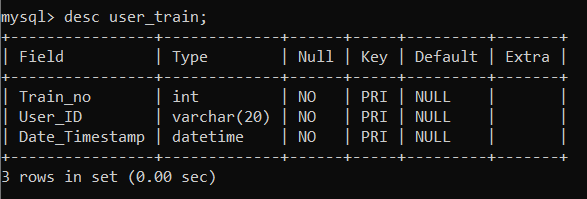 mysql> desc user_train;
+----------------+-------------+------+-----+---------+-------+
| Field          | Type        | Null | Key | Default | Extra |
+----------------+-------------+------+-----+---------+-------+
| Train_no       | int         | NO   | PRI | NULL    |       |
| User_ID        | varchar(20) | NO   | PRI | NULL    |       |
| Date_Timestamp | datetime    | NO   | PRI | NULL    |       |
+----------------+-------------+------+-----+---------+-------+
3 rows in set (0.00 sec)